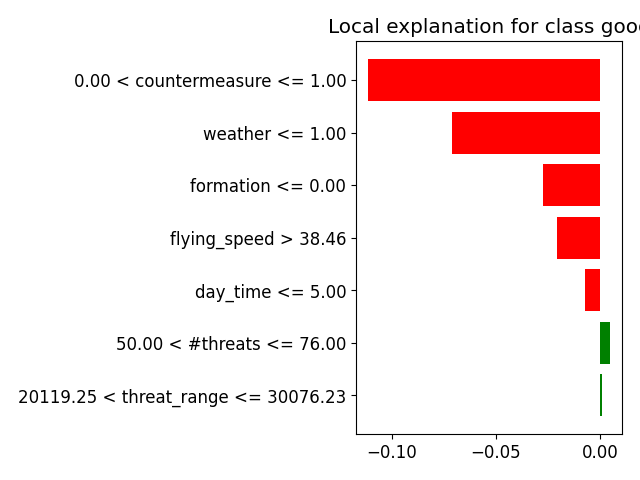 Local explanation for class goo
0.00 < countermeasure <= 1.00
weather <= 1.00
formation <= 0.00
flying_speed > 38.46
day_time <= 5.00
50.00 < #threats <= 76.00
20119.25 < threat_range <= 30076.23
−0.10 −0.05 0.00